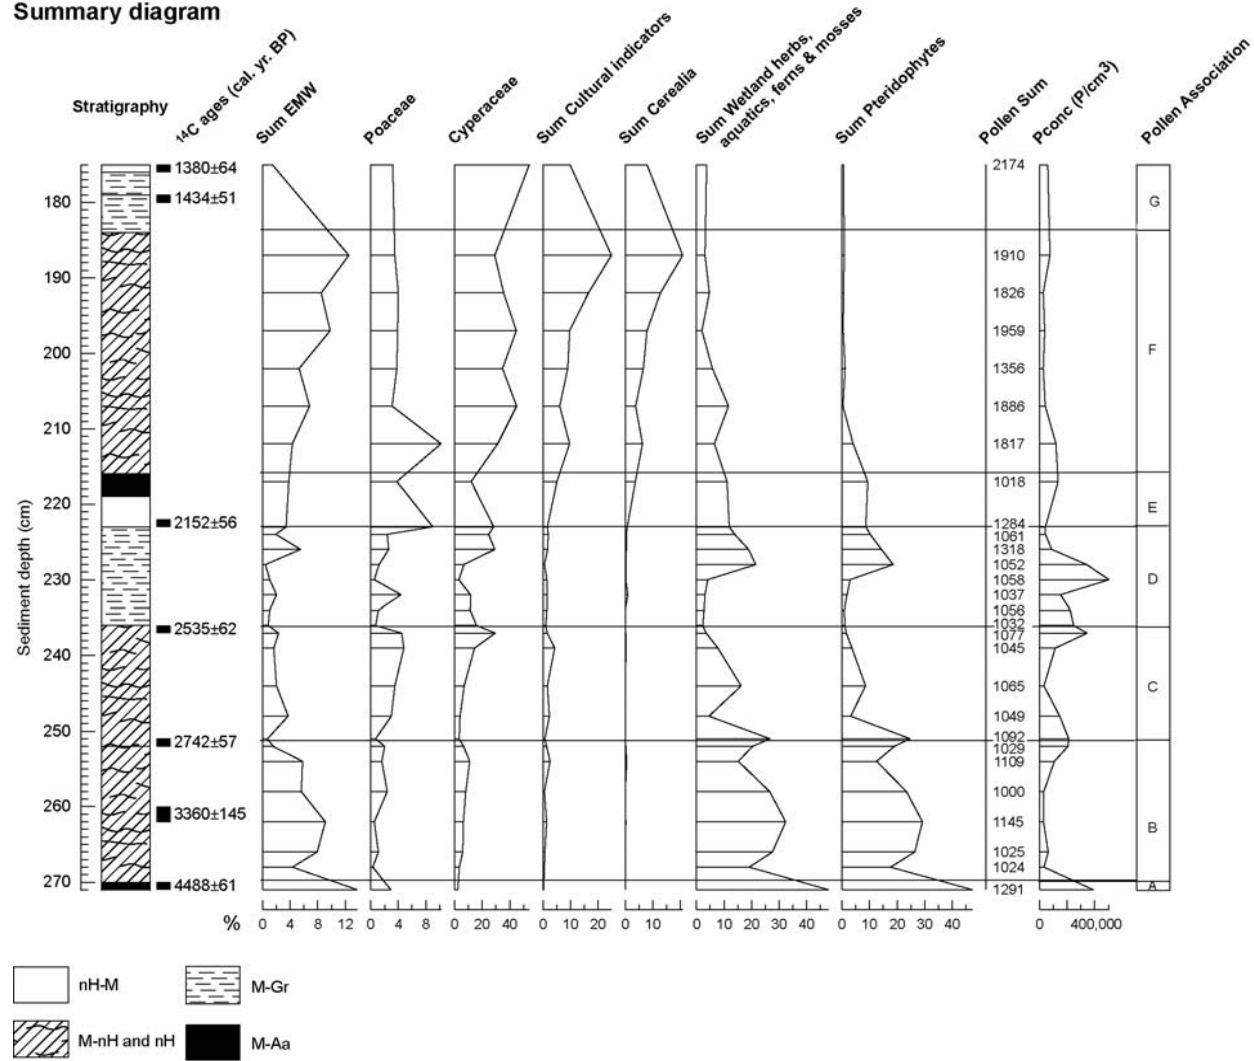 Summary diagram
Stratigraphy
14C ages (cal. yr. BP)
Sum EMW
Poaceae
Cyperaceae
Sum Cultural indicators
Sum Cerealia
Sum Wetland herbs,
aquatics, ferns & mosses
Sum Pteridophytes
Pollen Sum
Pconc (P/cm3)
Pollen Association
Sediment depth (cm)
180
190
200
210
220
230
240
250
260
270
1380±64
1434±51
2152±56
2535±62
2742±57
3360±145
4488±61
2174
1910
1826
1959
1356
1886
1817
1018
1284
1061
1318
1052
1058
1037
1056
1032
1077
1045
1065
1049
1092
1029
1109
1000
1145
1025
1024
1291
G
F
E
D
C
B
A
%
0 4 8 12
0 4 8
0 20 40
0 10 20
0 10 20
0 10 20 30 40
0 10 20 30 40
0 400,000
nH-M
M-Gr
M-nH and nH
M-Aa